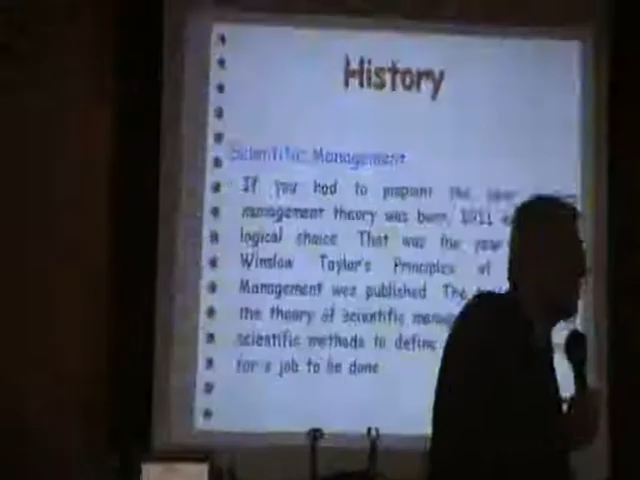 History
Scientific Management
If you had to pinpoint the year
management theory was born, 1911
logical choice That was the year
Winslow Taylor's Principles of
Management was published. The
the theory of scientific
scientific methods to define
for a job to be done